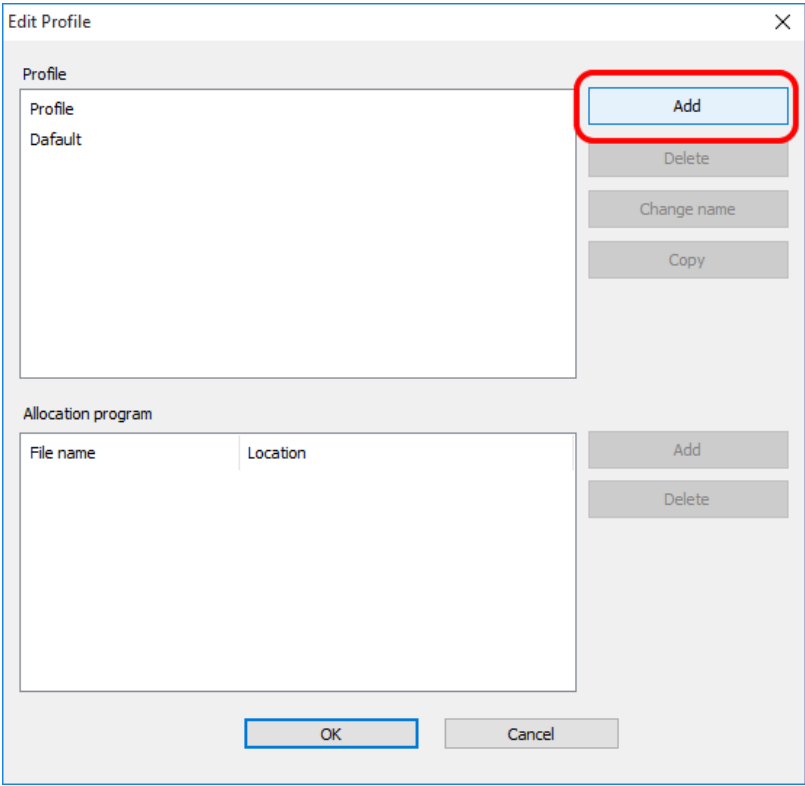 Edit Profile
Profile
Profile
Dafault
Add
Delete
Change name
Copy
Allocation program
File name Location
Add
Delete
OK Cancel